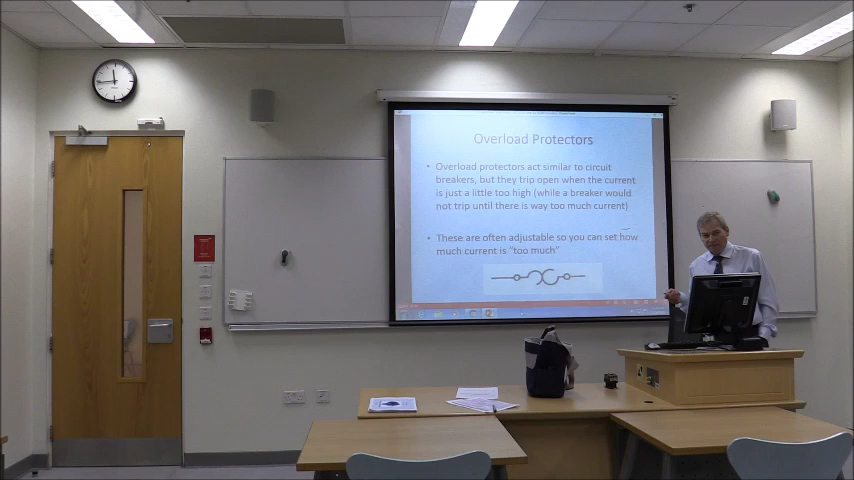 Overload Protectors
• Overload protectors act similar to circuit
breakers, but they trip open when the current
is just a little too high (while a breaker would
not trip until there is way too much current)
• These are often adjustable so you can set how
much current is "too much"